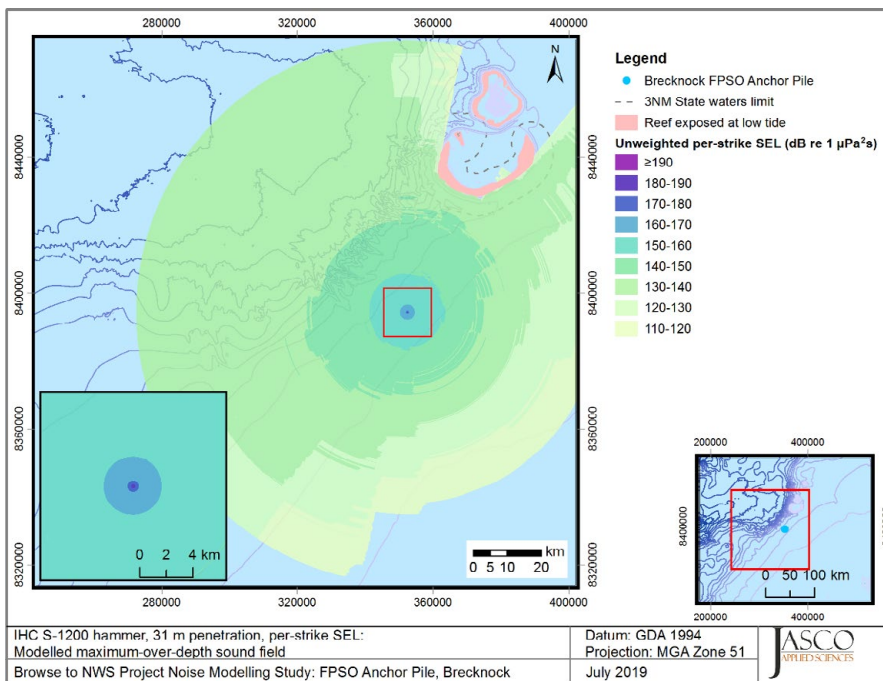 280000 320000 360000 400000
N
8440000
8400000
8360000
8320000
8440000
8400000
8360000
8320000
0 2 4 km
km
0 5 10 20
280000 320000 360000 400000
Legend
Brecknock FPSO Anchor Pile
3NM State waters limit
Reef exposed at low tide
Unweighted per-strike SEL (dB re 1 µPa²s)
≥190
180-190
170-180
160-170
150-160
140-150
130-140
120-130
110-120
200000 400000
8400000
8400000
0 50 100 km
200000 400000
IHC S-1200 hammer, 31 m penetration, per-strike SEL:
Modelled maximum-over-depth sound field
Browse to NWS Project Noise Modelling Study: FPSO Anchor Pile, Brecknock
Datum: GDA 1994
Projection: MGA Zone 51
July 2019
JASCO
APPLIED SCIENCES